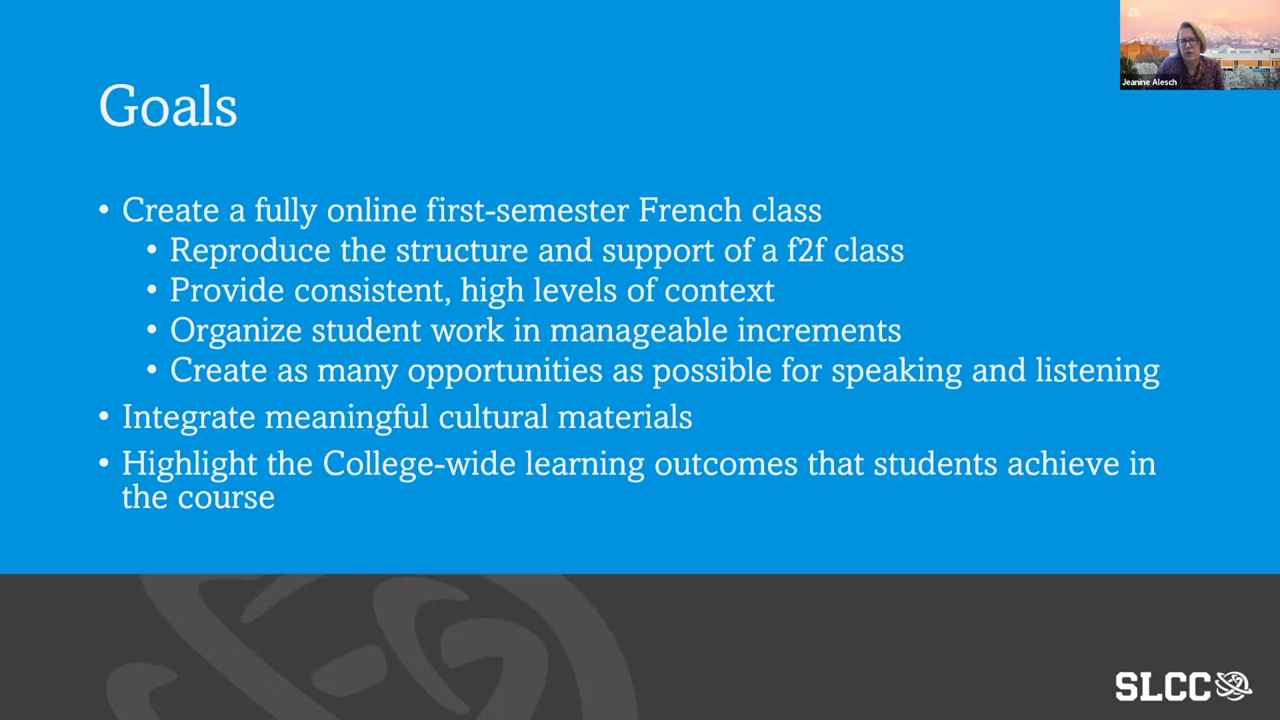 SLCC
Jeanine Alesch
Goals
• Create a fully online first-semester French class
• Reproduce the structure and support of a f2f class
• Provide consistent, high levels of context
• Organize student work in manageable increments
• Create as many opportunities as possible for speaking and listening
• Integrate meaningful cultural materials
• Highlight the College-wide learning outcomes that students achieve in
the course
SLCC